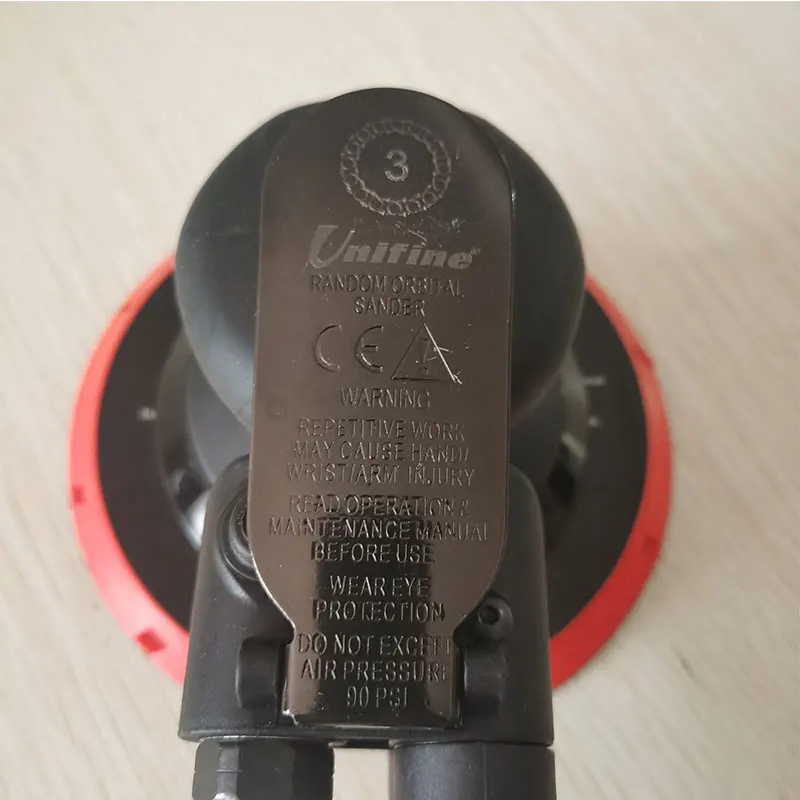 3
Unifine®
RANDOM ORBITAL
SANDER
CE
WARNING
REPETITIVE WORK
MAY CAUSE HAND/
WRIST/ARM INJURY
READ OPERATION &
MAINTENANCE MANUAL
BEFORE USE
WEAR EYE
PROTECTION
DO NOT EXCEED
AIR PRESSURE
90 PSI